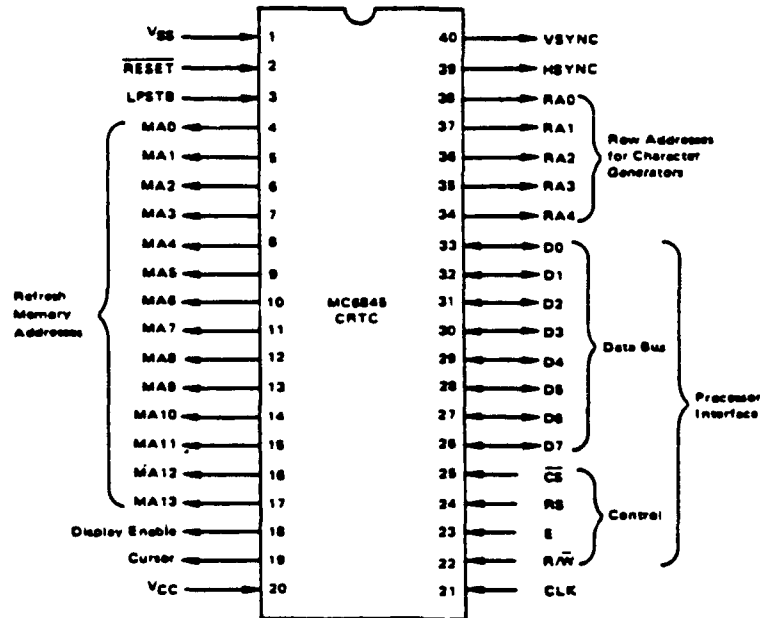 VSS 1 40 VSYNC
RESET 2 39 HSYNC
LPSTB 3 38 RA0
MA0 4 37 RA1
MA1 5 36 RA2
MA2 6 35 RA3
MA3 7 34 RA4
Row Addresses
for Character
Generators
MA4 8 33 D0
MA5 9 32 D1
MA6 10 31 D2
MA7 11 30 D3
MA8 12 29 D4
MA9 13 28 D5
MA10 14 27 D6
MA11 15 26 D7
MA12 16 25 CS
MA13 17 24 RS
Display Enable 18 23 E
Cursor 19 22 R/W
VCC 20 21 CLK
Refresh
Memory
Addresses
MC6845
CRTC
Data Bus
Processor
Interface
Control